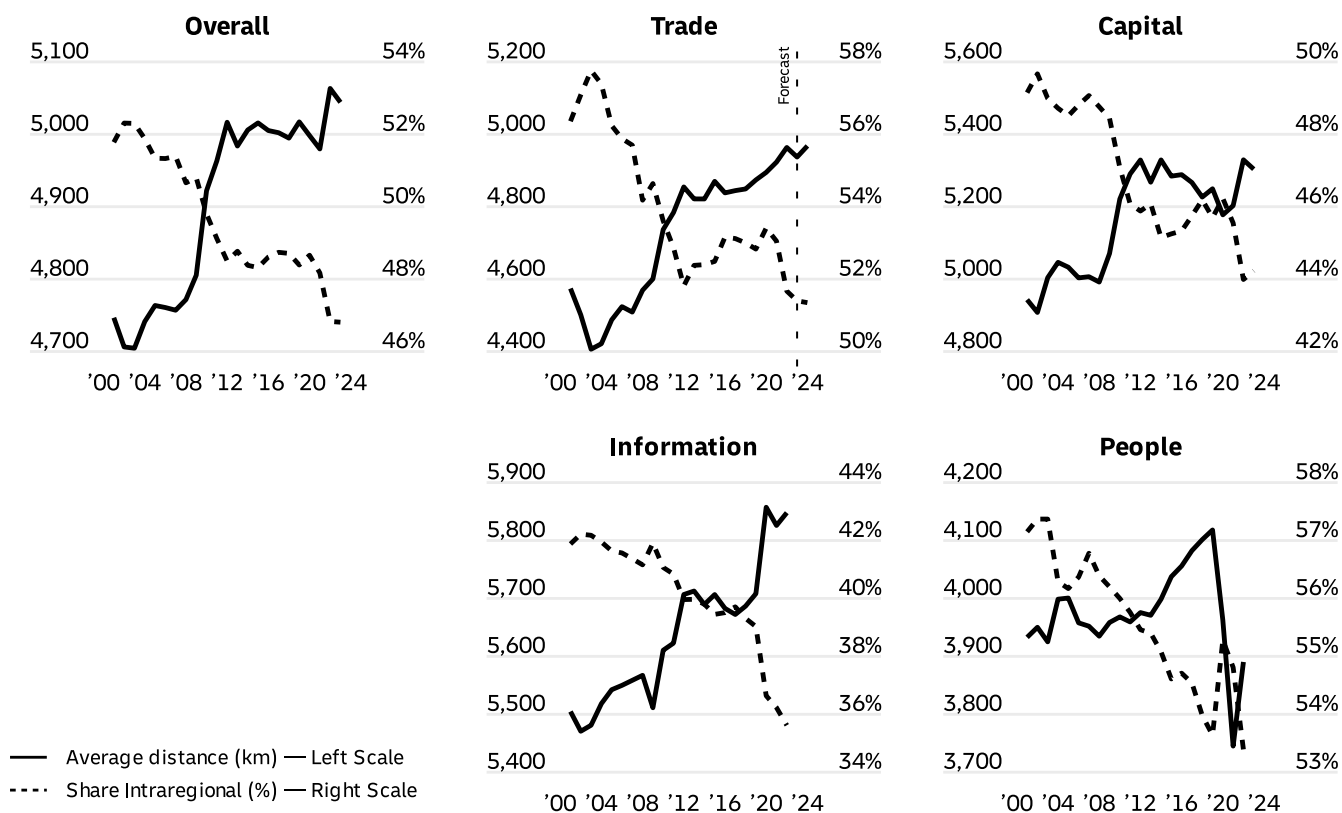 Overall
5,100 54%
5,000 52%
4,900 50%
4,800 48%
4,700 46%
’00 ’04 ’08 ’12 ’16 ’20 ’24
Trade
5,200 58%
Forecast
5,000 56%
4,800 54%
4,600 52%
4,400 50%
’00 ’04 ’08 ’12 ’16 ’20 ’24
Capital
5,600 50%
5,400 48%
5,200 46%
5,000 44%
4,800 42%
’00 ’04 ’08 ’12 ’16 ’20 ’24
Information
5,900 44%
5,800 42%
5,700 40%
5,600 38%
5,500 36%
5,400 34%
’00 ’04 ’08 ’12 ’16 ’20 ’24
People
4,200 58%
4,100 57%
4,000 56%
3,900 55%
3,800 54%
3,700 53%
’00 ’04 ’08 ’12 ’16 ’20 ’24
Average distance (km) — Left Scale
Share Intraregional (%) — Right Scale